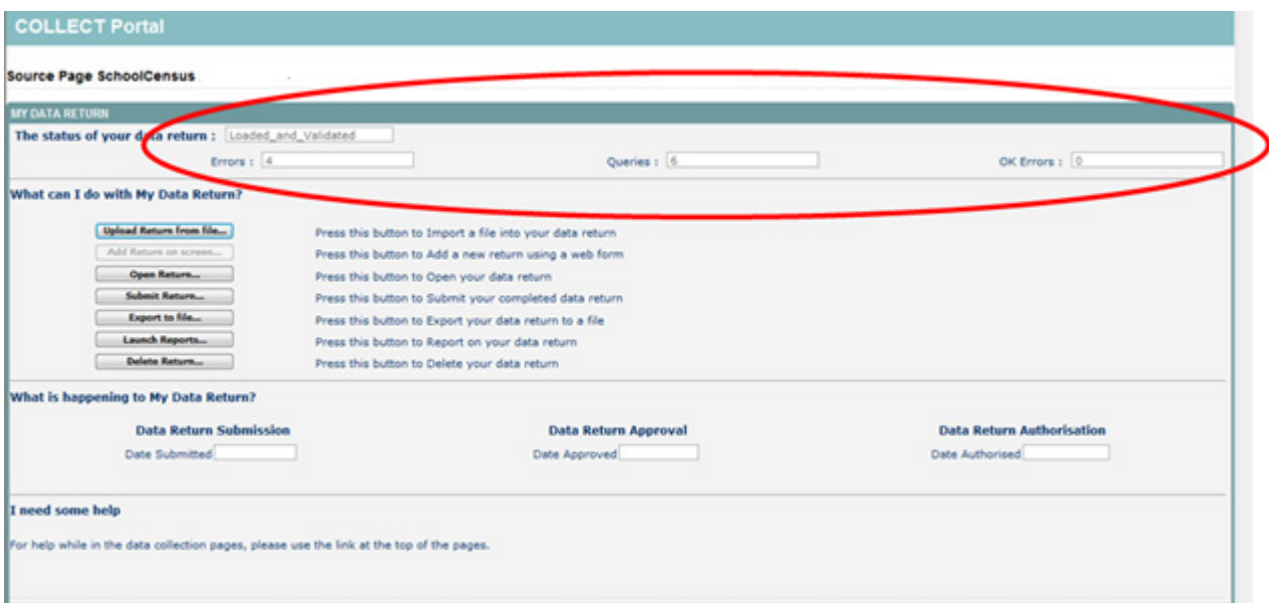 COLLECT Portal
Source Page SchoolCensus
MY DATA RETURN
The status of your data return : Loaded_and_Validated
Errors : 4 Queries : 6 OK Errors : 0
What can I do with My Data Return?
Upload Return from file... Press this button to Import a file into your data return
Add Return on screen... Press this button to Add a new return using a web form
Open Return... Press this button to Open your data return
Submit Return... Press this button to Submit your completed data return
Export to file... Press this button to Export your data return to a file
Launch Reports... Press this button to Report on your data return
Delete Return... Press this button to Delete your data return
What is happening to My Data Return?
Data Return Submission Data Return Approval Data Return Authorisation
Date Submitted Date Approved Date Authorised
I need some help
For help while in the data collection pages, please use the link at the top of the pages.